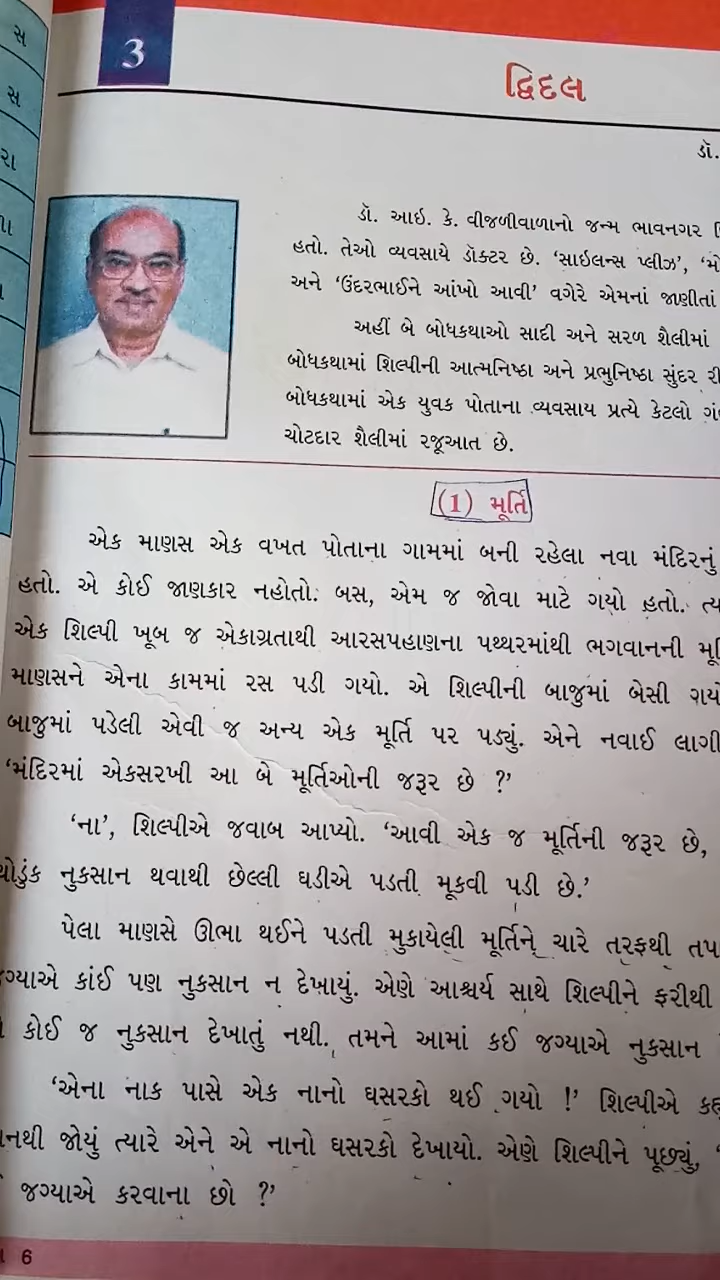 સ
સ
રા
3
દ્વિદલ
ડૉ.
ડૉ. આઇ. કે. વીજળીવાળાનો જન્મ ભાવનગર
હતો. તેઓ વ્યવસાયે ડૉક્ટર છે. ‘સાઇલન્સ પ્લીઝ’,
અને ‘ઉંદરભાઈને આંખો આવી’ વગેરે એમનાં જાણીતાં
અહીં બે બોધકથાઓ સાદી અને સરળ શૈલીમાં
બોધકથામાં શિલ્પીની આત્મનિષ્ઠા અને પ્રભુનિષ્ઠા સુંદર
બોધકથામાં એક યુવક પોતાના વ્યવસાય પ્રત્યે કેટલો
ચોટદાર શૈલીમાં રજૂઆત છે.
(1) મૂર્તિ
એક માણસ એક વખત પોતાના ગામમાં બની રહેલા નવા મંદિરનું
હતો. એ કોઈ જાણકાર નહોતો. બસ, એમ જ જોવા માટે ગયો હતો.
એક શિલ્પી ખૂબ જ એકાગ્રતાથી આરસપહાણના પથ્થરમાંથી ભગવાનની
માણસને એના કામમાં રસ પડી ગયો. એ શિલ્પીની બાજુમાં બેસી ગયો
બાજુમાં પડેલી એવી જ અન્ય એક મૂર્તિ પર પડ્યું. એને નવાઈ લાગી
‘મંદિરમાં એકસરખી આ બે મૂર્તિઓની જરૂર છે ?’
‘ના’, શિલ્પીએ જવાબ આપ્યો. ‘આવી એક જ મૂર્તિની જરૂર છે,
થોડુંક નુકસાન થવાથી છેલ્લી ઘડીએ પડતી મૂકવી પડી છે.’
પેલા માણસે ઊભા થઈને પડતી મુકાયેલી મૂર્તિને ચારે તરફથી
જગ્યાએ કાંઈ પણ નુકસાન ન દેખાયું. એણે આશ્ચર્ય સાથે શિલ્પીને ફરીથી
કોઈ જ નુકસાન દેખાતું નથી. તમને આમાં કઈ જગ્યાએ નુકસાન
‘એના નાક પાસે એક નાનો ઘસરકો થઈ ગયો !’ શિલ્પીએ
જોયું ત્યારે એને એ નાનો ઘસરકો દેખાયો. એણે શિલ્પીને પૂછ્યું,
જગ્યાએ કરવાના છો ?’
6